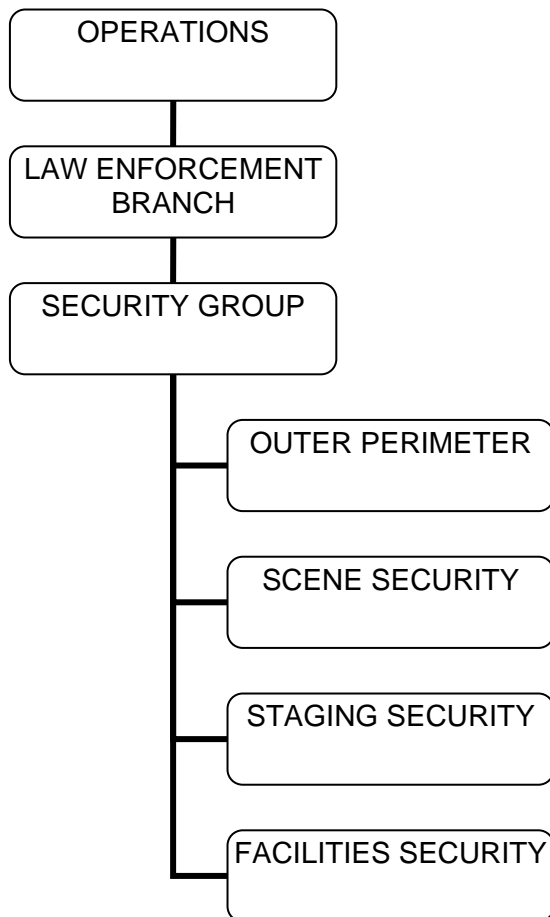 OPERATIONS
LAW ENFORCEMENT
BRANCH
SECURITY GROUP
OUTER PERIMETER
SCENE SECURITY
STAGING SECURITY
FACILITIES SECURITY